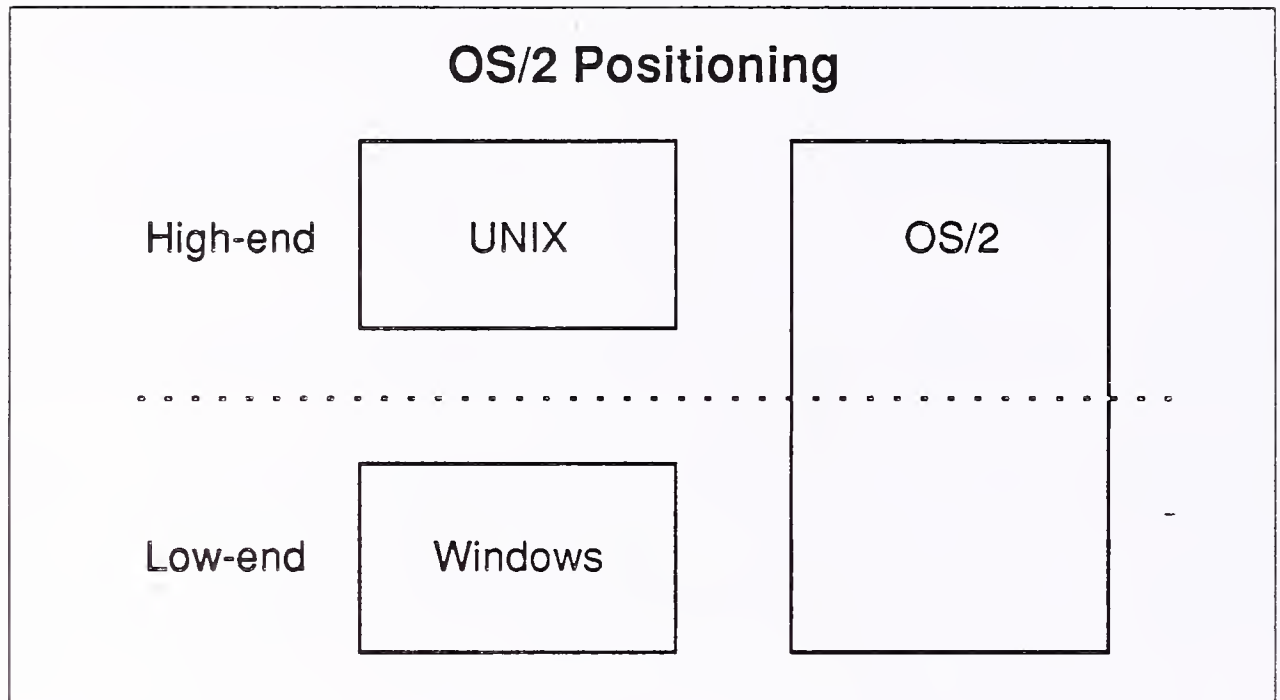 OS/2 Positioning
High-end
UNIX
OS/2
Low-end
Windows